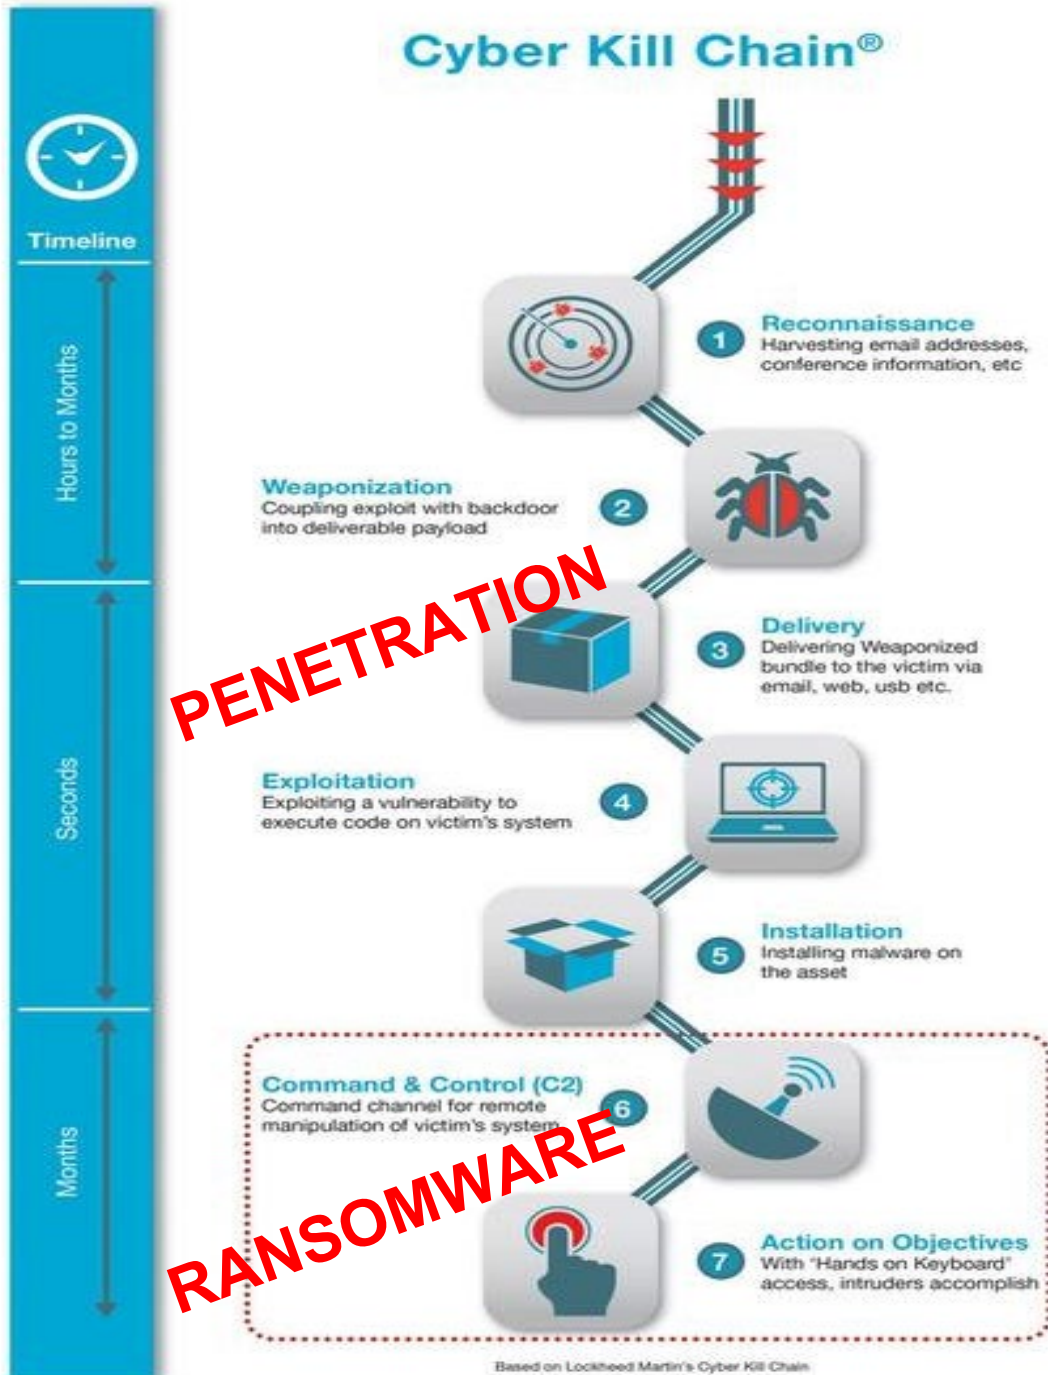 Cyber Kill Chain®
Timeline
Hours to Months
1
Reconnaissance
Harvesting email addresses,
conference information, etc
Weaponization
Coupling exploit with backdoor
into deliverable payload
2
PENETRATION
3
Delivery
Delivering Weaponized
bundle to the victim via
email, web, usb etc.
Seconds
Exploitation
Exploiting a vulnerability to
execute code on victim's system
4
5
Installation
Installing malware on
the asset
Months
Command & Control (C2)
Command channel for remote
manipulation of victim's system
6
RANSOMWARE
7
Action on Objectives
With "Hands on Keyboard"
access, intruders accomplish
Based on Lockheed Martin's Cyber Kill Chain